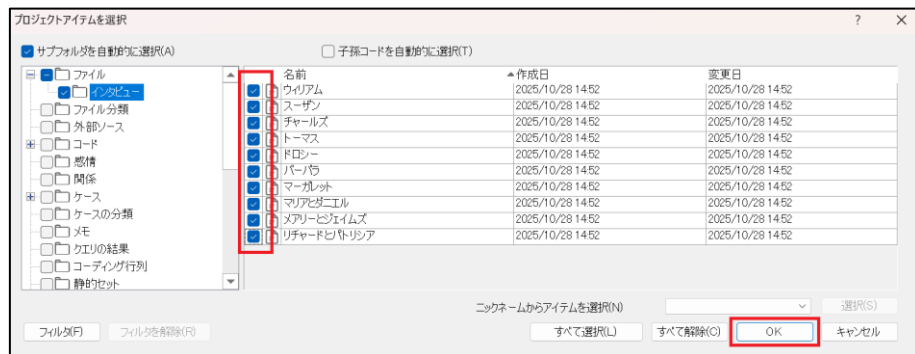 プロジェクトアイテムを選択 ? ×
サブフォルダを自動的に選択(A) 子孫コードを自動的に選択(T)
ファイル
インタビュー
ファイル分類
外部ソース
コード
感情
関係
ケース
ケースの分類
メモ
クエリの結果
コーディング行列
静的セット
名前 作成日 変更日
ウィリアム 2025/10/28 14:52 2025/10/28 14:52
スーザン 2025/10/28 14:52 2025/10/28 14:52
チャールズ 2025/10/28 14:52 2025/10/28 14:52
トーマス 2025/10/28 14:52 2025/10/28 14:52
ドロシー 2025/10/28 14:52 2025/10/28 14:52
バーバラ 2025/10/28 14:52 2025/10/28 14:52
マーガレット 2025/10/28 14:52 2025/10/28 14:52
マリアとダニエル 2025/10/28 14:52 2025/10/28 14:52
メアリーとジェイムズ 2025/10/28 14:52 2025/10/28 14:52
リチャードとパトリシア 2025/10/28 14:52 2025/10/28 14:52
ニックネームからアイテムを選択(N) 選択(S)
フィルタ(F) フィルタを解除(R) すべて選択(L) すべて解除(C) OK キャンセル